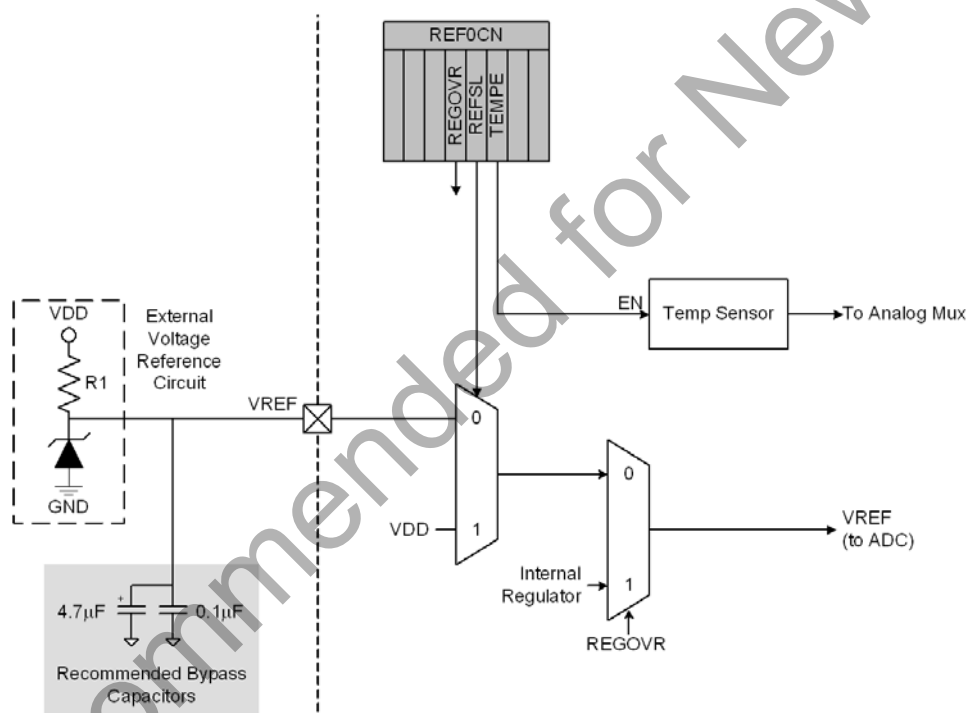 REF0CN
REGOVR
REFSL
TEMPE
EN
Temp Sensor
To Analog Mux
VDD
R1
GND
External
Voltage
Reference
Circuit
VREF
0
VDD
1
0
Internal
Regulator
1
REGOVR
VREF
(to ADC)
4.7µF
+
0.1µF
Recommended Bypass
Capacitors
ommended for New